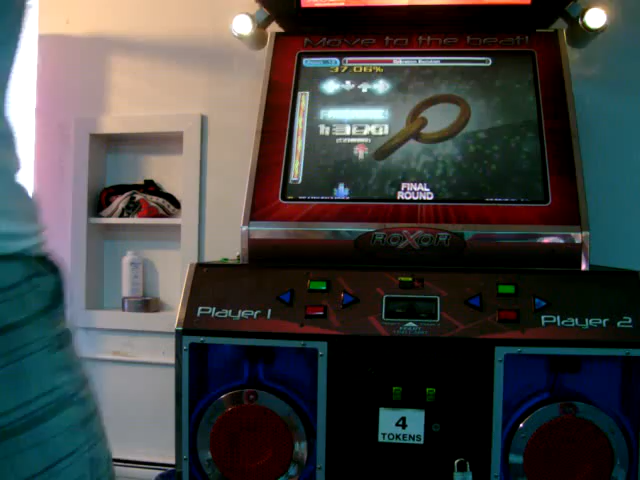 Move to the beat!
37.06%
FINAL
ROUND
ROXOR
Player 1
Player 2
4
TOKENS